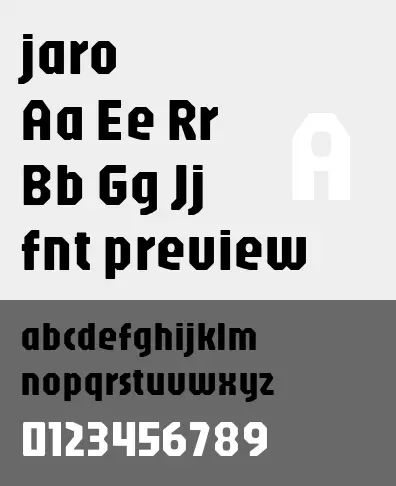 jaro
Aa Ee Rr
A
Bb Gg Jj
fnt preview
abcdefghijklm
nopqrstuvwxyz
0123456789